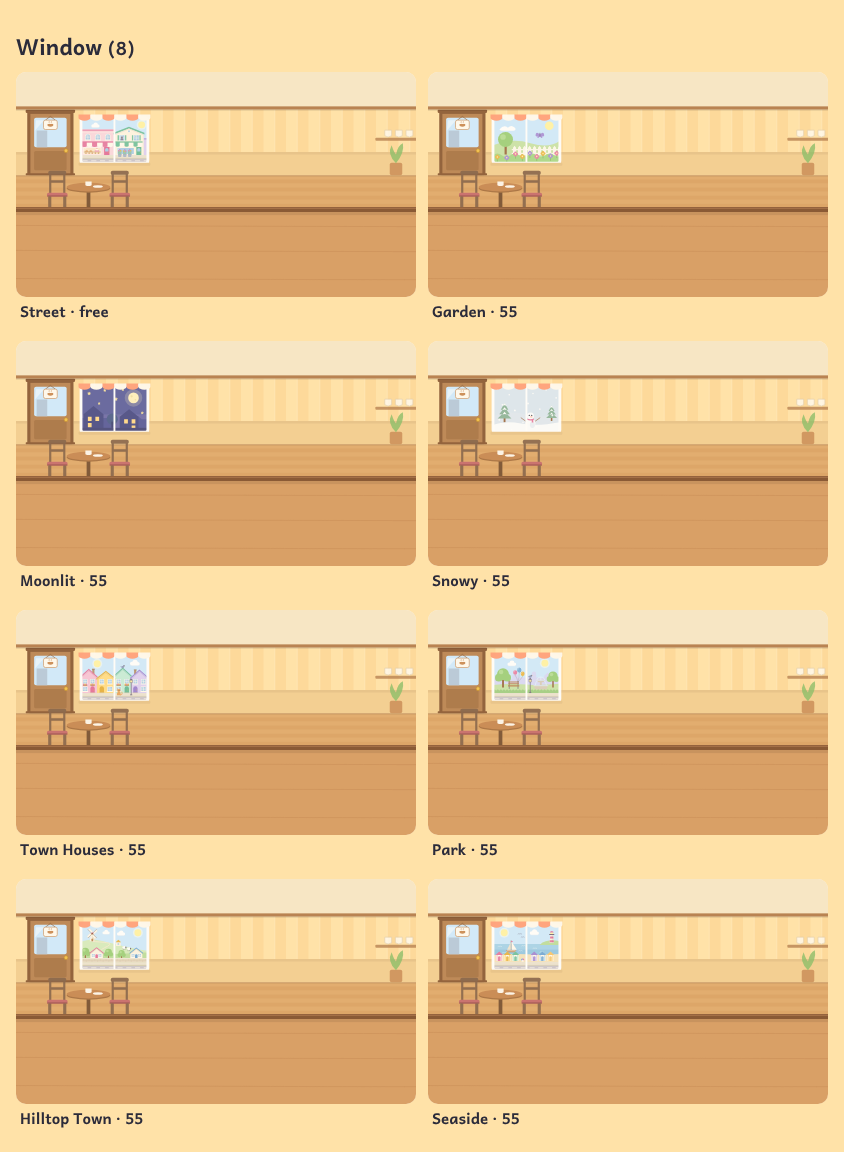 Window (8)
Street · free
Garden · 55
Moonlit · 55
Snowy · 55
Town Houses · 55
Park · 55
Hilltop Town · 55
Seaside · 55